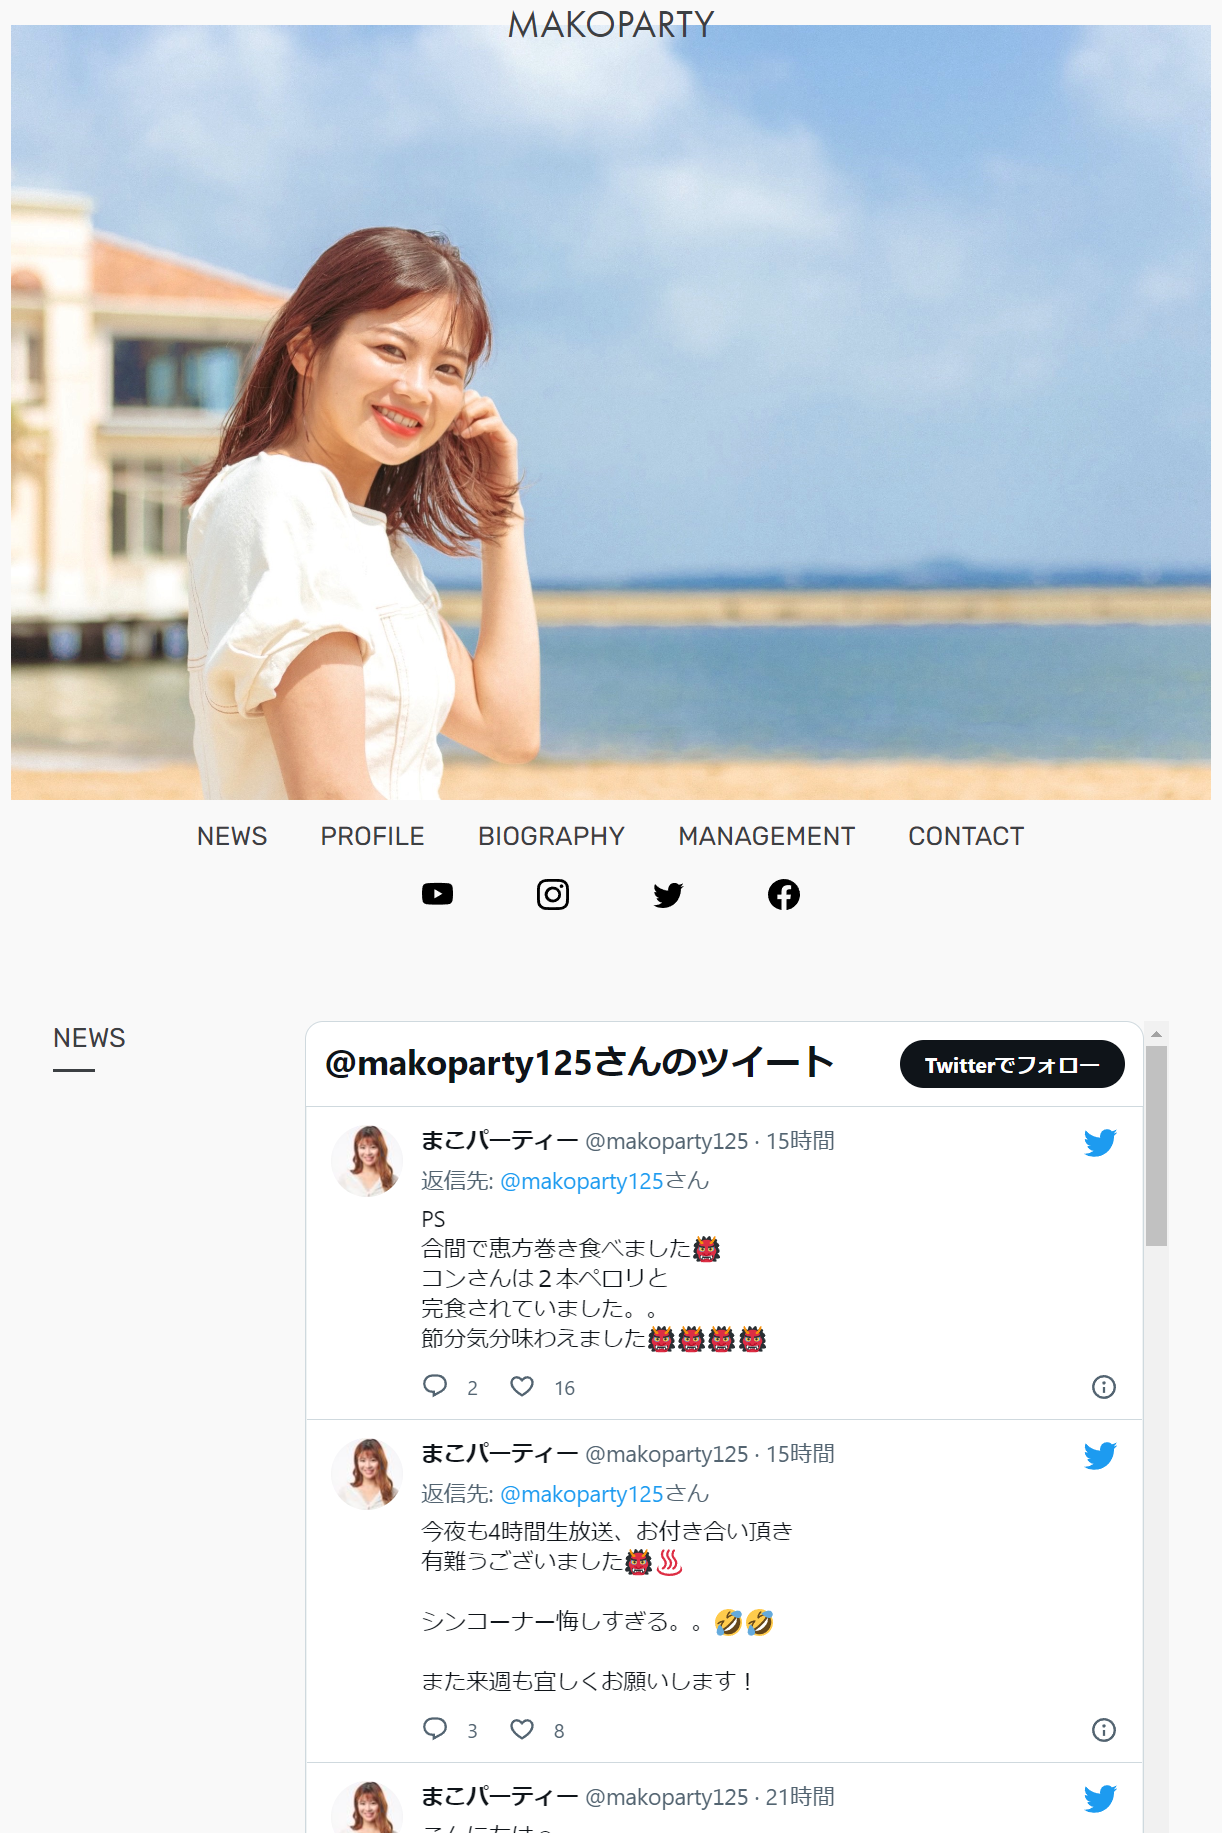 MAKOPARTY
NEWS PROFILE BIOGRAPHY MANAGEMENT CONTACT
NEWS
@makoparty125さんのツイート
Twitterでフォロー
まこパーティー @makoparty125 · 15時間
返信先: @makoparty125さん
PS
合間で恵方巻き食べました👹
コンさんは２本ペロリと
完食されていました。。
節分気分味わえました👹👹👹👹
2 16
まこパーティー @makoparty125 · 15時間
返信先: @makoparty125さん
今夜も4時間生放送、お付き合い頂き
有難うございました👹♨️
シンコーナー悔しすぎる。。🤣🤣
また来週も宜しくお願いします！
3 8
まこパーティー @makoparty125 · 21時間